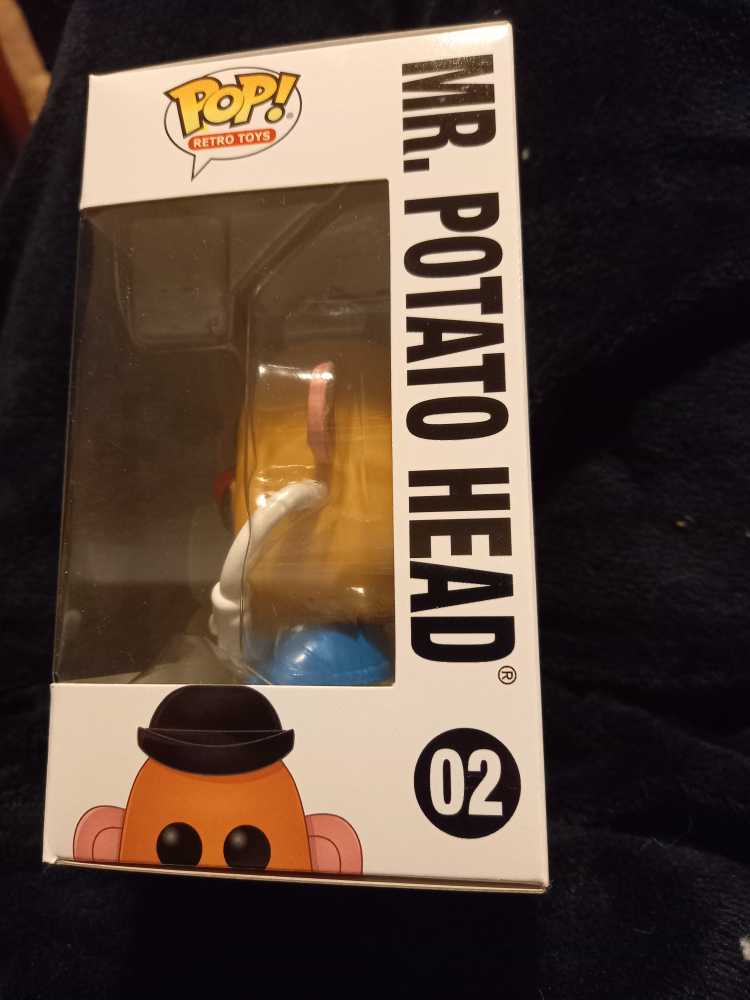 POP!®
RETRO TOYS
MR. POTATO HEAD®
02